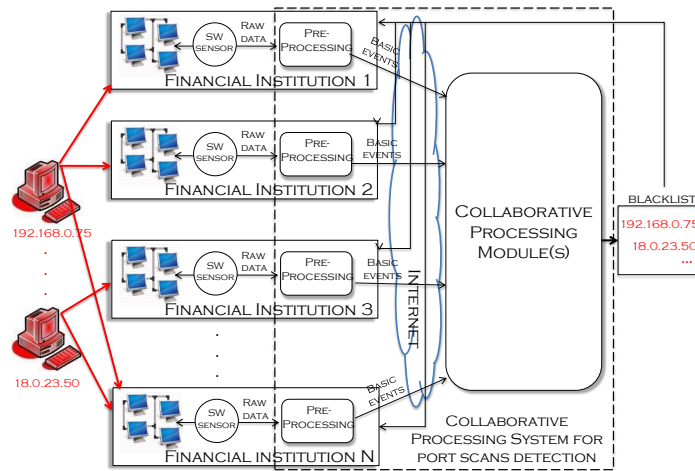 SW SENSOR
RAW DATA
PRE-PROCESSING
BASIC EVENTS
FINANCIAL INSTITUTION 1
SW SENSOR
RAW DATA
PRE-PROCESSING
BASIC EVENTS
FINANCIAL INSTITUTION 2
192.168.0.75
SW SENSOR
RAW DATA
PRE-PROCESSING
BASIC EVENTS
FINANCIAL INSTITUTION 3
18.0.23.50
SW SENSOR
RAW DATA
PRE-PROCESSING
BASIC EVENTS
FINANCIAL INSTITUTION N
INTERNET
COLLABORATIVE
PROCESSING
MODULE(S)
BLACKLIST
192.168.0.75
18.0.23.50
...
COLLABORATIVE
PROCESSING SYSTEM FOR
PORT SCANS DETECTION